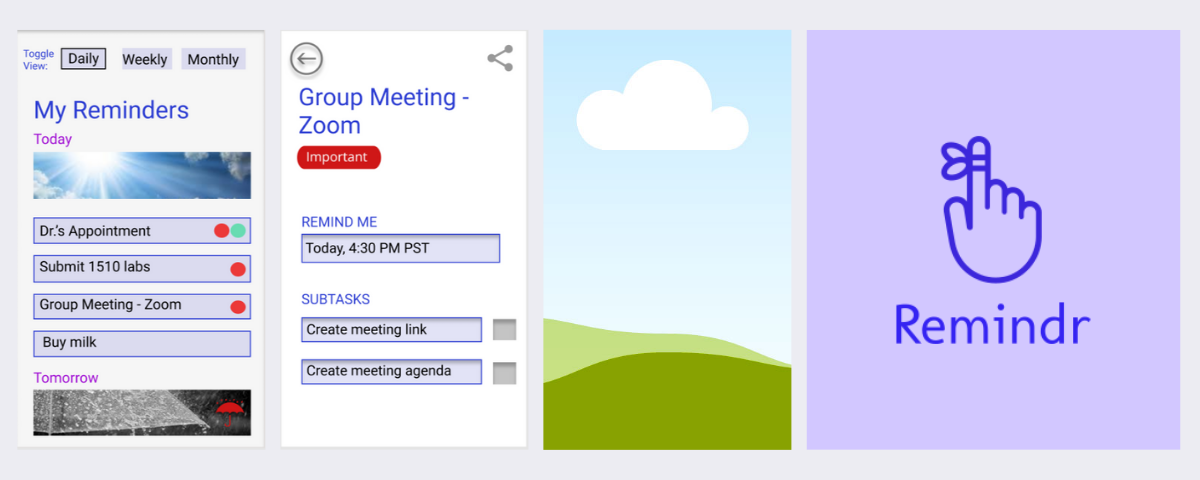 Toggle
View:
Daily
Weekly
Monthly
My Reminders
Today
Dr.'s Appointment
Submit 1510 labs
Group Meeting - Zoom
Buy milk
Tomorrow
Group Meeting -
Zoom
Important
REMIND ME
Today, 4:30 PM PST
SUBTASKS
Create meeting link
Create meeting agenda
Remindr